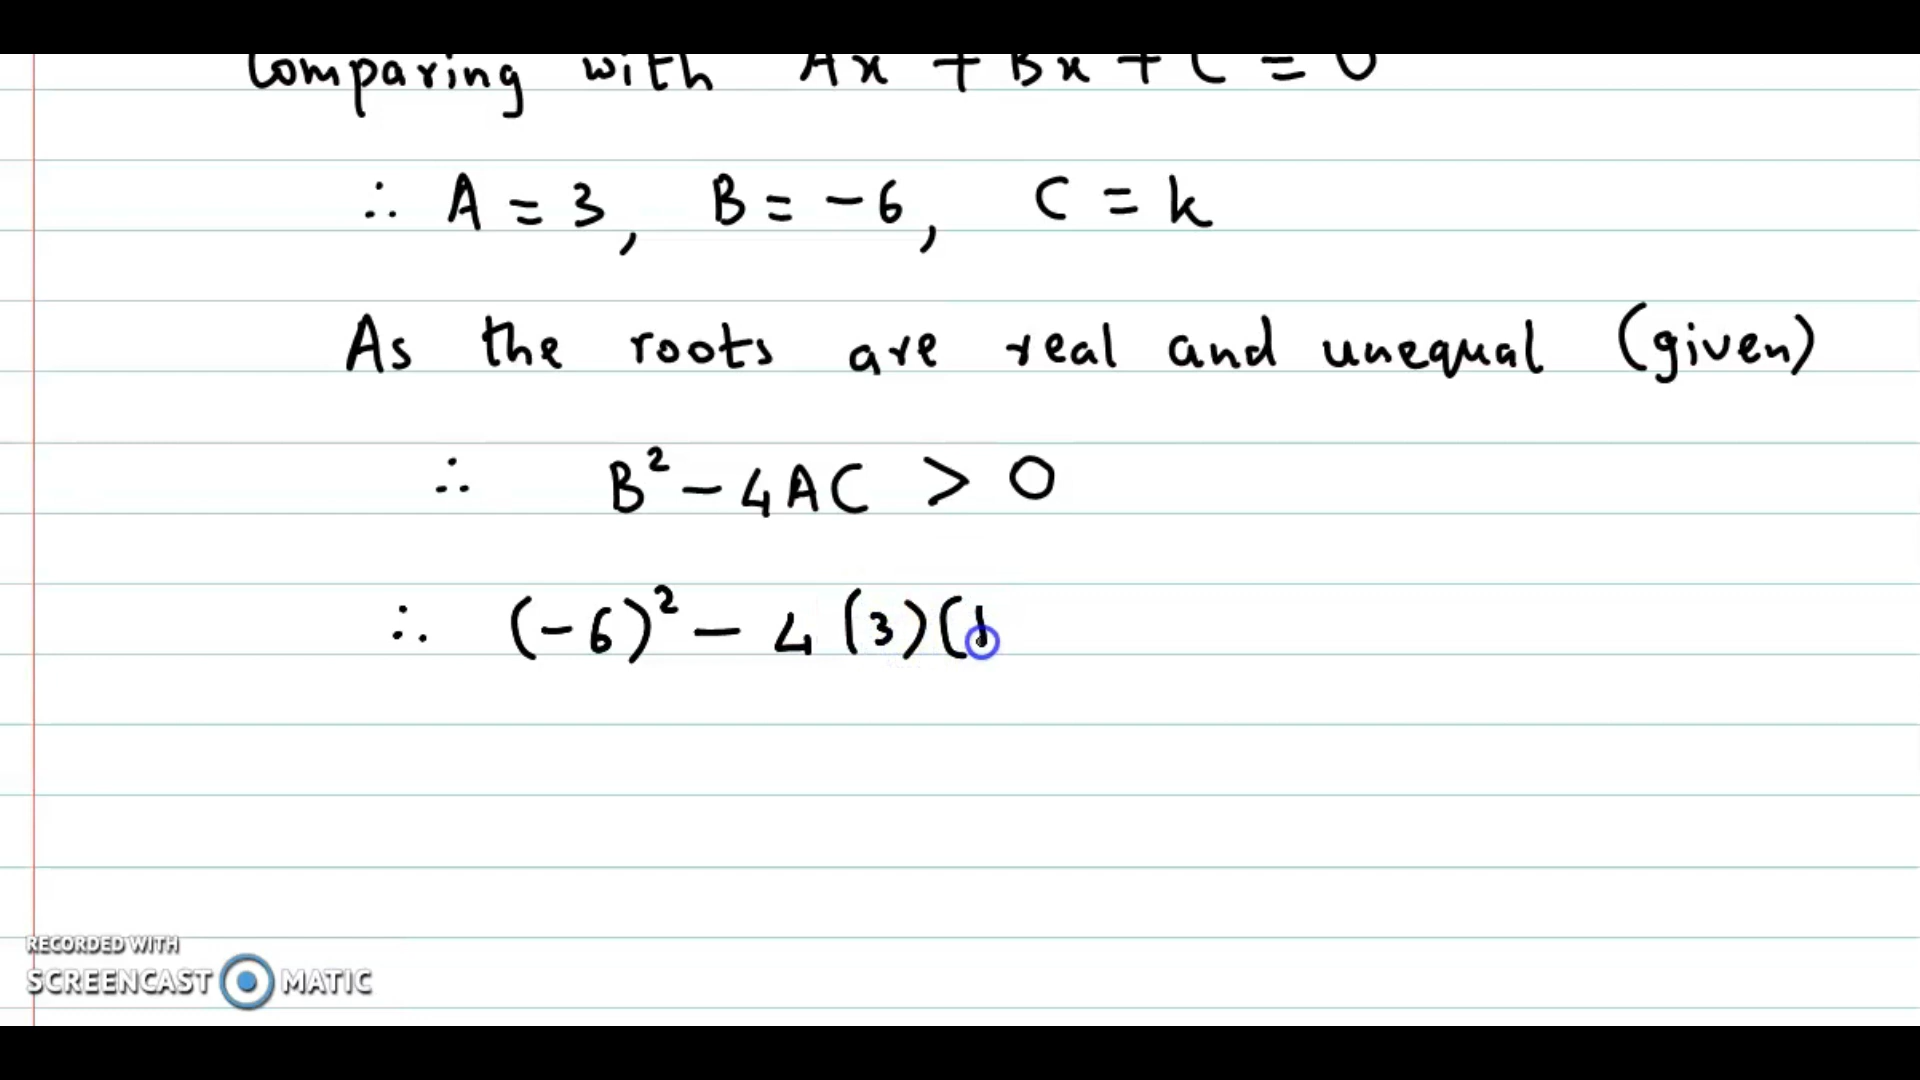 Comparing with Ax + Bx + C = 0
∴ A = 3, B = -6, C = k
As the roots are real and unequal (given)
∴ B² - 4AC > 0
∴ (-6)² - 4(3)(
RECORDED WITH
SCREENCAST MATIC